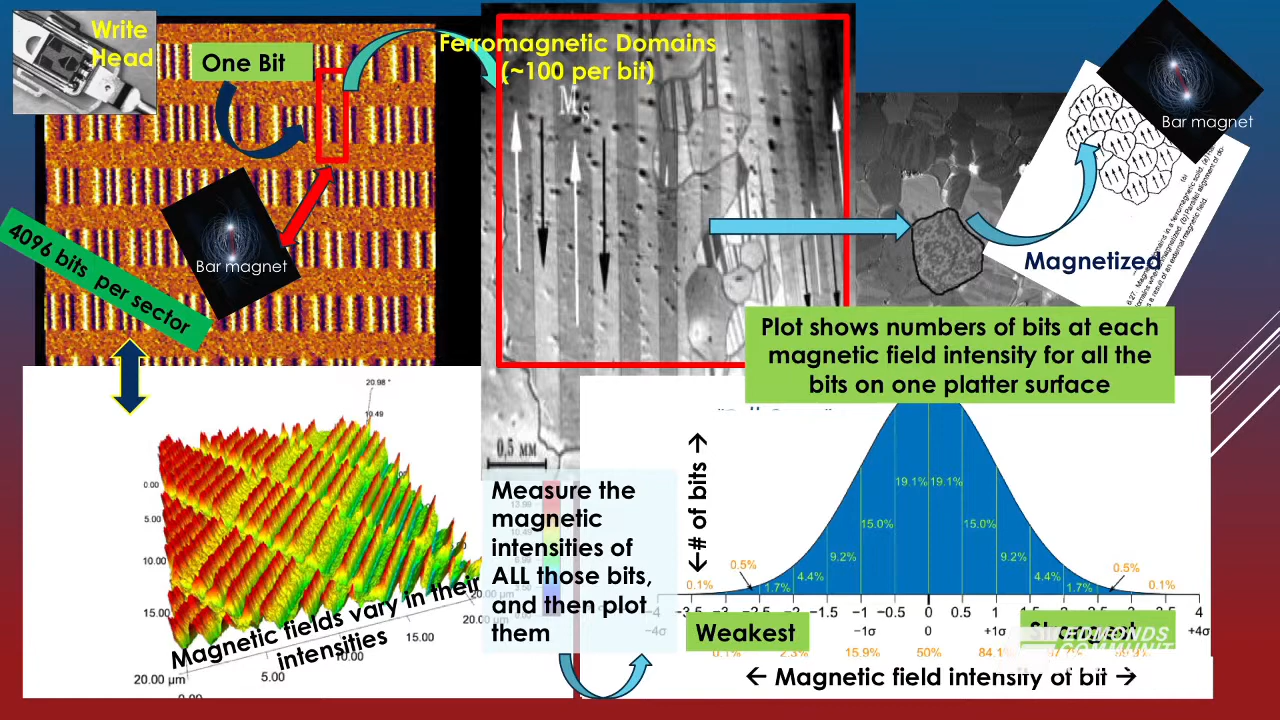 Write
Head
One Bit
Ferromagnetic Domains
(~100 per bit)
M s
Bar magnet
Bar magnet
4096 bits per sector
Magnetized
Plot shows numbers of bits at each
magnetic field intensity for all the
bits on one platter surface
20.98
10.49
0.00
5.00
10.00
15.00
20.00 µm
0.00
5.00
10.00
15.00
20.00 µm
Magnetic fields vary in their
intensities
0,5 мм
Measure the
magnetic
intensities of
ALL those bits,
and then plot
them
← # of bits →
19.1% 19.1%
15.0% 15.0%
9.2% 9.2%
4.4% 4.4%
1.7% 1.7%
0.5% 0.5%
0.1% 0.1%
-4 -3.5 -2.5 -2 -1.5 -1 -0.5 0 0.5 1 1.5 4
−4σ −1σ 0 +1σ +4σ
Weakest
0.1% 2.3% 15.9% 50% 84.1%
EDMONDS
← Magnetic field intensity of bit →